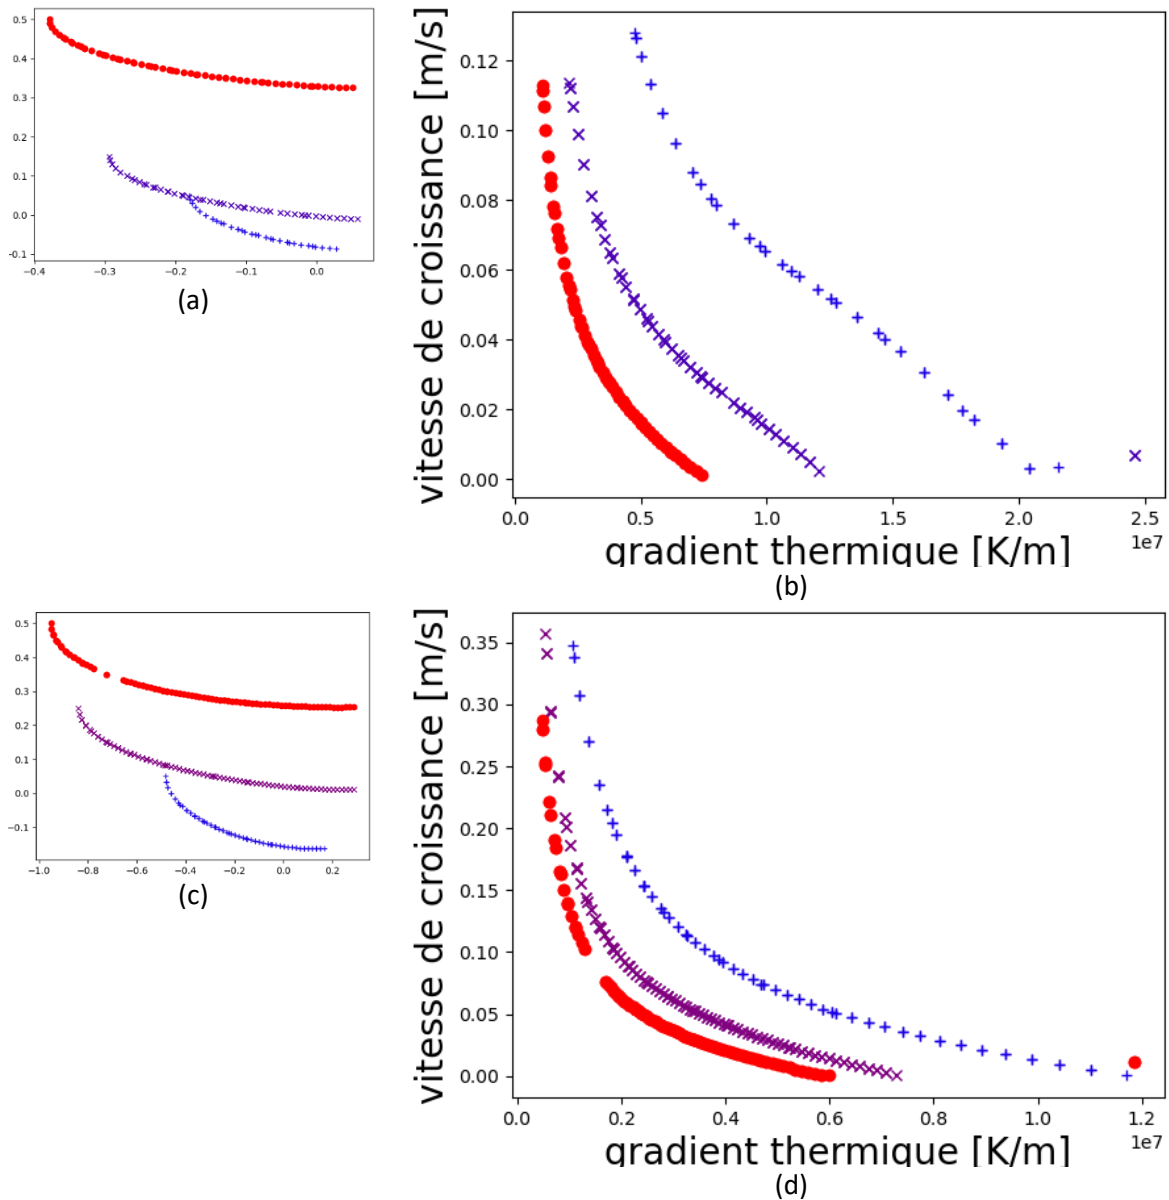 0.5
0.4
0.3
0.2
0.1
0.0
−0.1
−0.4 −0.3 −0.2 −0.1 0.0
(a)
vitesse de croissance [m/s]
0.12
0.10
0.08
0.06
0.04
0.02
0.00
0.0 0.5 1.0 1.5 2.0 2.5
1e7
gradient thermique [K/m]
(b)
0.5
0.4
0.3
0.2
0.1
0.0
−0.1
−1.0 −0.8 −0.6 −0.4 −0.2 0.0 0.2
(c)
vitesse de croissance [m/s]
0.35
0.30
0.25
0.20
0.15
0.10
0.05
0.00
0.0 0.2 0.4 0.6 0.8 1.0 1.2
1e7
gradient thermique [K/m]
(d)